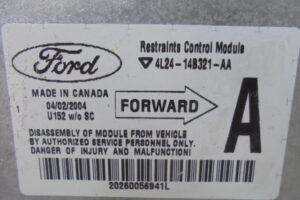 Ford
Restraints Control Module
4L24-14B321-AA
MADE IN CANADA
04/02/2004
U152 w/o SC
FORWARD
A
DISASSEMBLY OF MODULE FROM VEHICLE
BY AUTHORIZED SERVICE PERSONNEL ONLY.
DANGER OF INJURY AND MALFUNCTION!
20260056941L